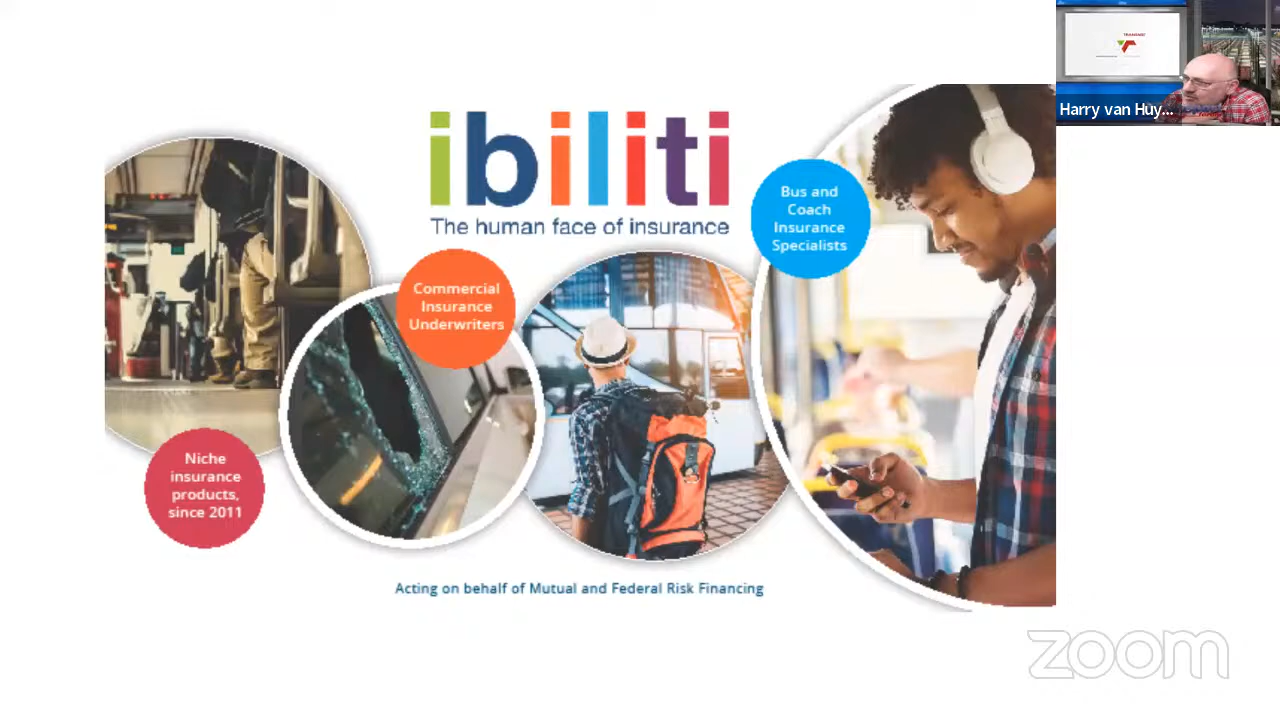 ibiliti
The human face of insurance
Bus and
Coach
Insurance
Specialists
Commercial
Insurance
Underwriters
Niche
insurance
products,
since 2011
Acting on behalf of Mutual and Federal Risk Financing
Harry van Huy...
zoom